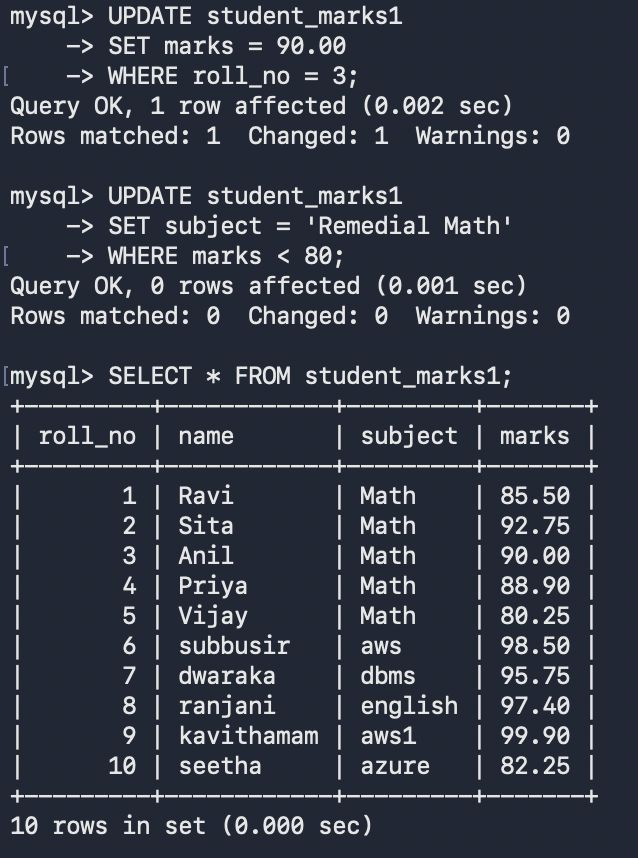 mysql> UPDATE student_marks1
    -> SET marks = 90.00
[    -> WHERE roll_no = 3;
Query OK, 1 row affected (0.002 sec)
Rows matched: 1  Changed: 1  Warnings: 0

mysql> UPDATE student_marks1
    -> SET subject = 'Remedial Math'
[    -> WHERE marks < 80;
Query OK, 0 rows affected (0.001 sec)
Rows matched: 0  Changed: 0  Warnings: 0

[mysql> SELECT * FROM student_marks1;
+---------+------------+---------+-------+
| roll_no | name       | subject | marks |
+---------+------------+---------+-------+
|       1 | Ravi       | Math    | 85.50 |
|       2 | Sita       | Math    | 92.75 |
|       3 | Anil       | Math    | 90.00 |
|       4 | Priya      | Math    | 88.90 |
|       5 | Vijay      | Math    | 80.25 |
|       6 | subbusir   | aws     | 98.50 |
|       7 | dwaraka    | dbms    | 95.75 |
|       8 | ranjani    | english | 97.40 |
|       9 | kavithamam | aws1    | 99.90 |
|      10 | seetha     | azure   | 82.25 |
+---------+------------+---------+-------+
10 rows in set (0.000 sec)